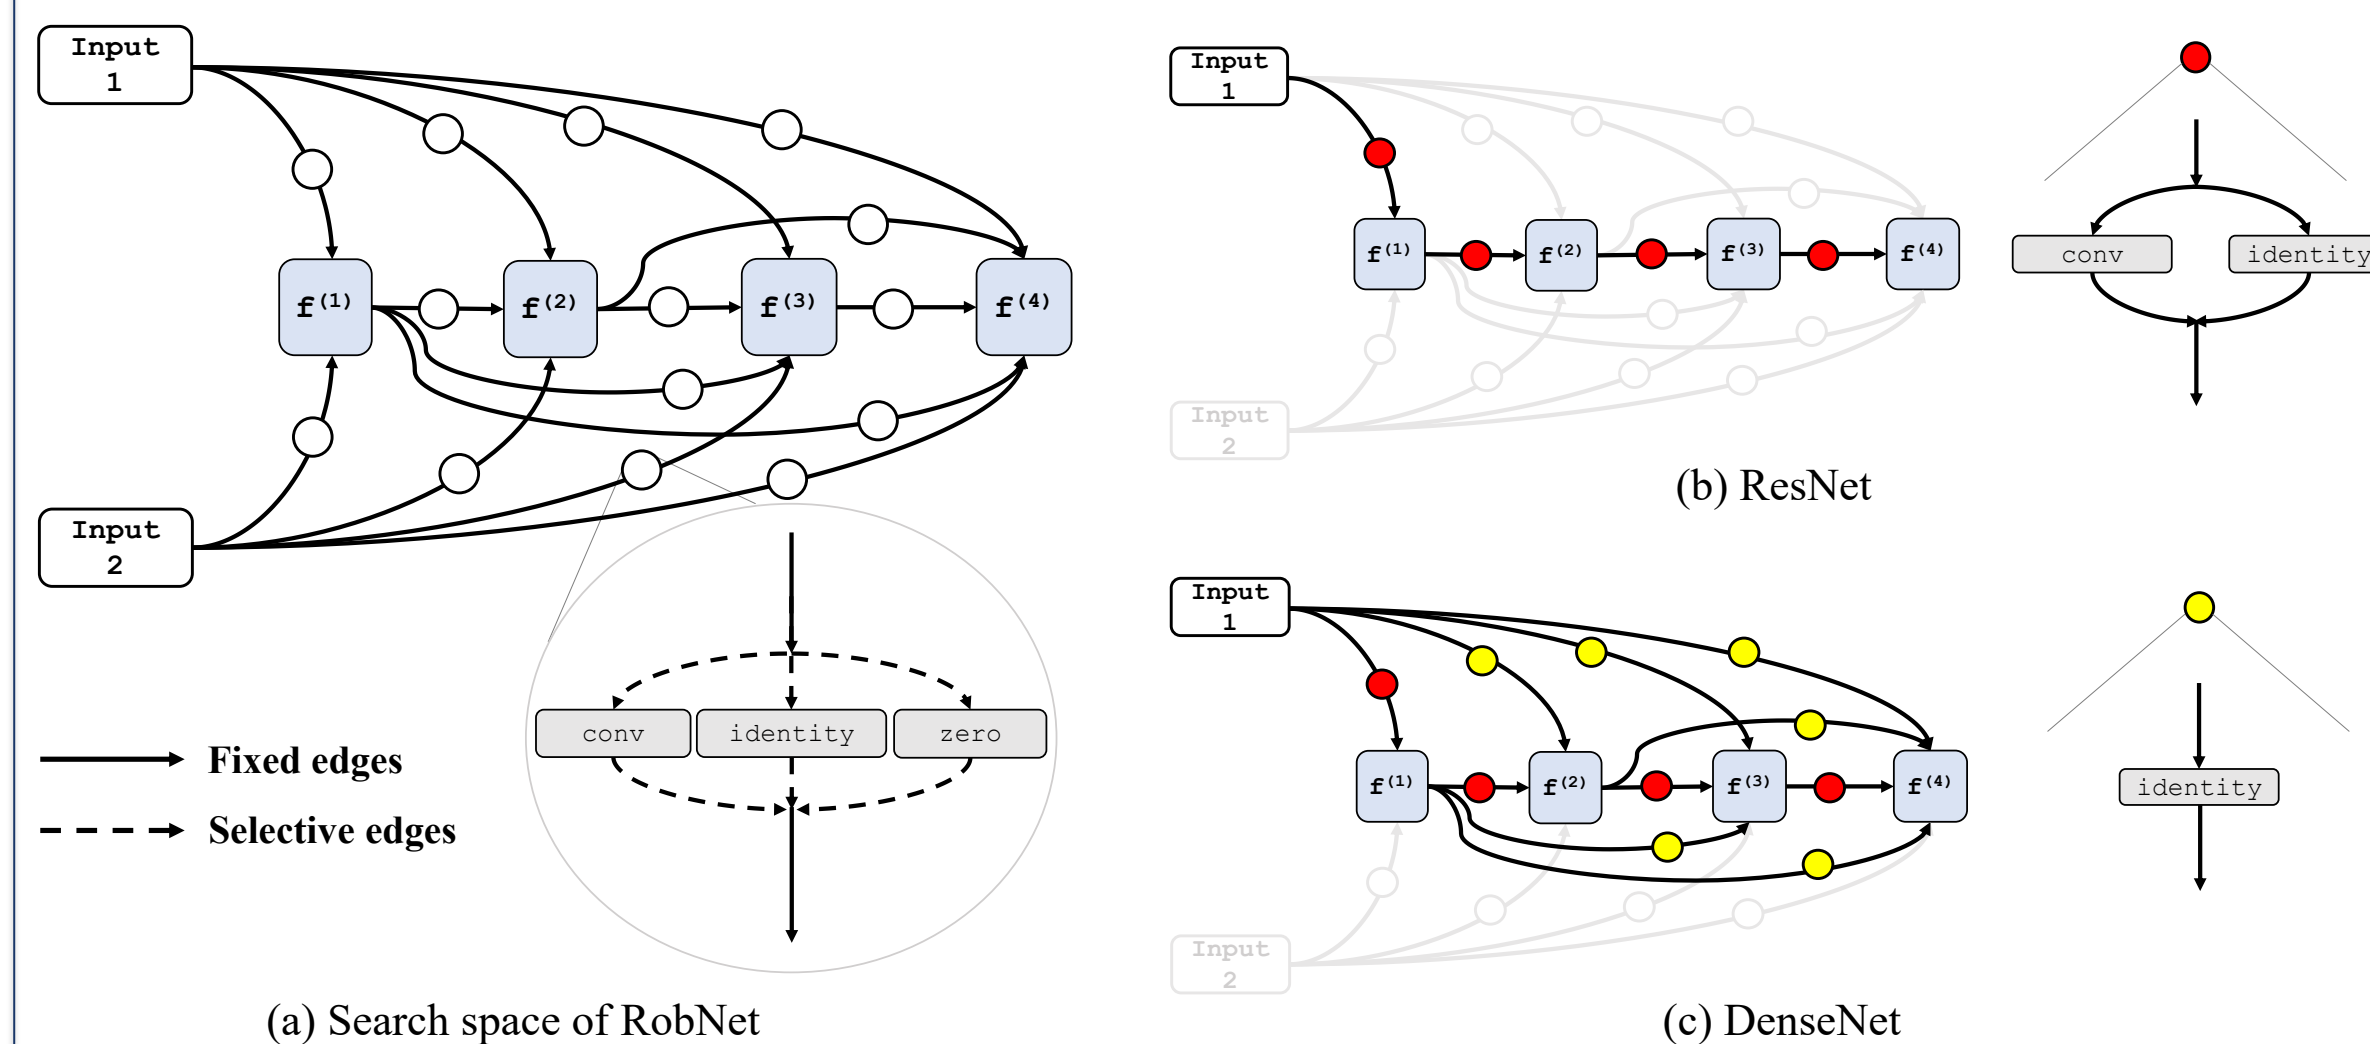 Input
1
f⁽¹⁾
f⁽²⁾
f⁽³⁾
f⁽⁴⁾
Input
2
conv
identity
zero
Fixed edges
Selective edges
(a) Search space of RobNet
Input
1
f⁽¹⁾
f⁽²⁾
f⁽³⁾
f⁽⁴⁾
conv
identity
Input
2
(b) ResNet
Input
1
f⁽¹⁾
f⁽²⁾
f⁽³⁾
f⁽⁴⁾
identity
Input
2
(c) DenseNet